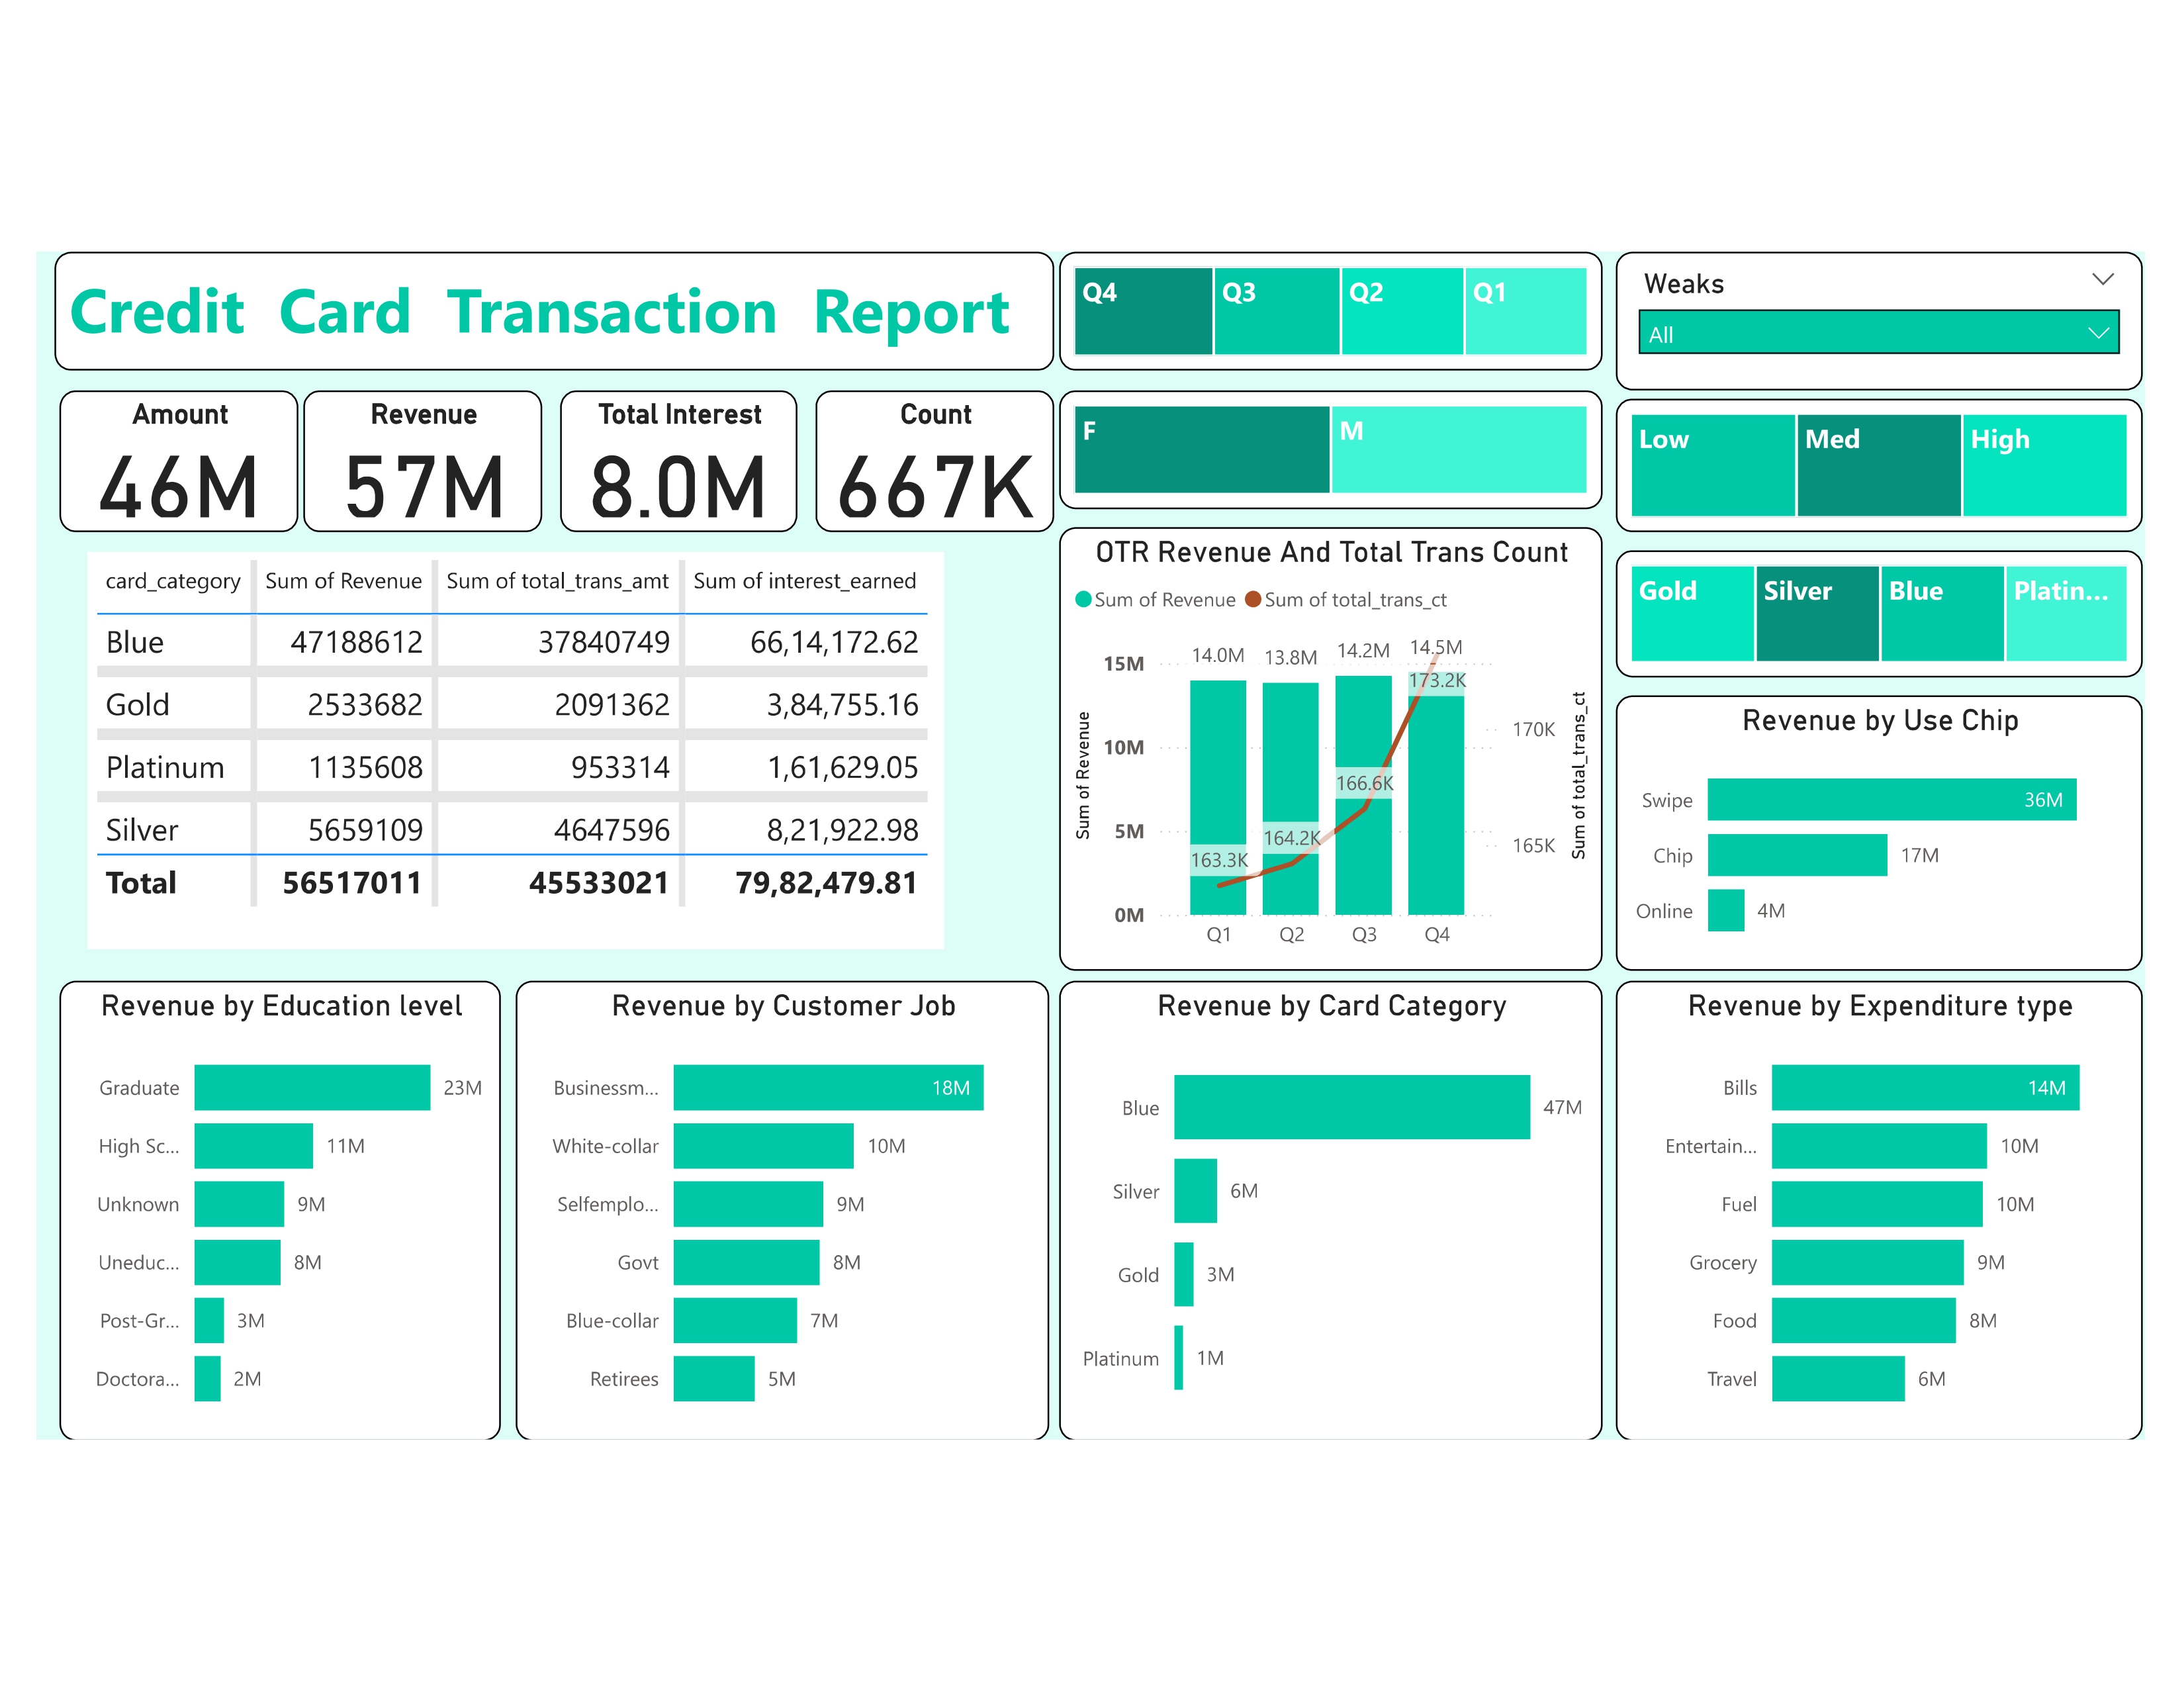 Credit Card Transaction Report
Q4 Q3 Q2 Q1
Weaks
All
Amount
46M
Revenue
57M
Total Interest
8.0M
Count
667K
F M
Low Med High
Gold Silver Blue Platin...
card_category Sum of Revenue Sum of total_trans_amt Sum of interest_earned
Blue 47188612 37840749 66,14,172.62
Gold 2533682 2091362 3,84,755.16
Platinum 1135608 953314 1,61,629.05
Silver 5659109 4647596 8,21,922.98
Total 56517011 45533021 79,82,479.81
OTR Revenue And Total Trans Count
Sum of Revenue Sum of total_trans_ct
14.0M 13.8M 14.2M 14.5M
15M
10M
5M
0M
Sum of Revenue
163.3K 164.2K 166.6K 173.2K
170K
165K
Sum of total_trans_ct
Q1 Q2 Q3 Q4
Revenue by Use Chip
Swipe 36M
Chip 17M
Online 4M
Revenue by Education level
Graduate 23M
High Sc... 11M
Unknown 9M
Uneduc... 8M
Post-Gr... 3M
Doctora... 2M
Revenue by Customer Job
Businessm... 18M
White-collar 10M
Selfemplo... 9M
Govt 8M
Blue-collar 7M
Retirees 5M
Revenue by Card Category
Blue 47M
Silver 6M
Gold 3M
Platinum 1M
Revenue by Expenditure type
Bills 14M
Entertain... 10M
Fuel 10M
Grocery 9M
Food 8M
Travel 6M